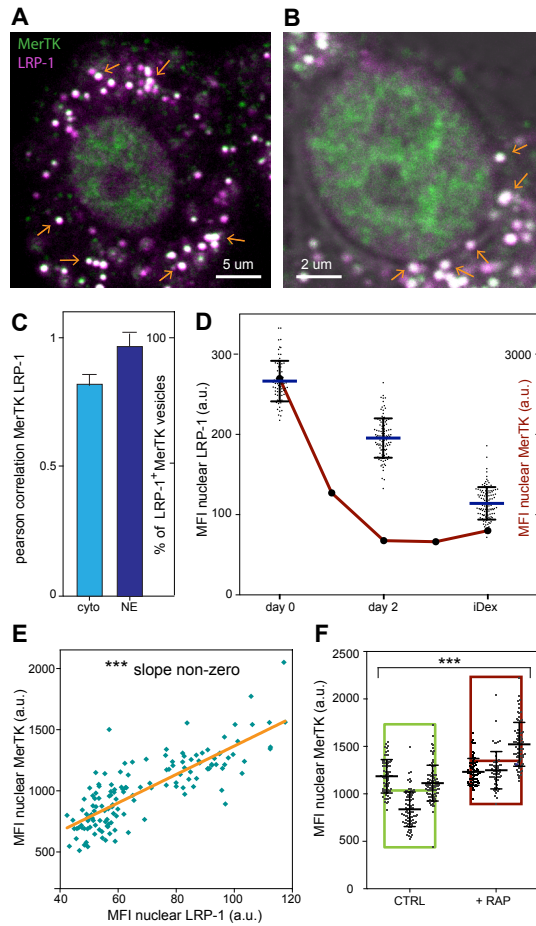 A
MerTK
LRP-1
5 um
B
2 um
C
pearson correlation MerTK LRP-1
1
0.5
0
cyto
NE
100
0
% of LRP-1+ MerTK vesicles
D
MFI nuclear LRP-1 (a.u.)
300
200
100
0
day 0
day 2
iDex
3000
0
MFI nuclear MerTK (a.u.)
E
*** slope non-zero
MFI nuclear MerTK (a.u.)
2000
1500
1000
500
40
60
80
100
120
MFI nuclear LRP-1 (a.u.)
F
***
MFI nuclear MerTK (a.u.)
2500
2000
1500
1000
500
0
CTRL
+ RAP